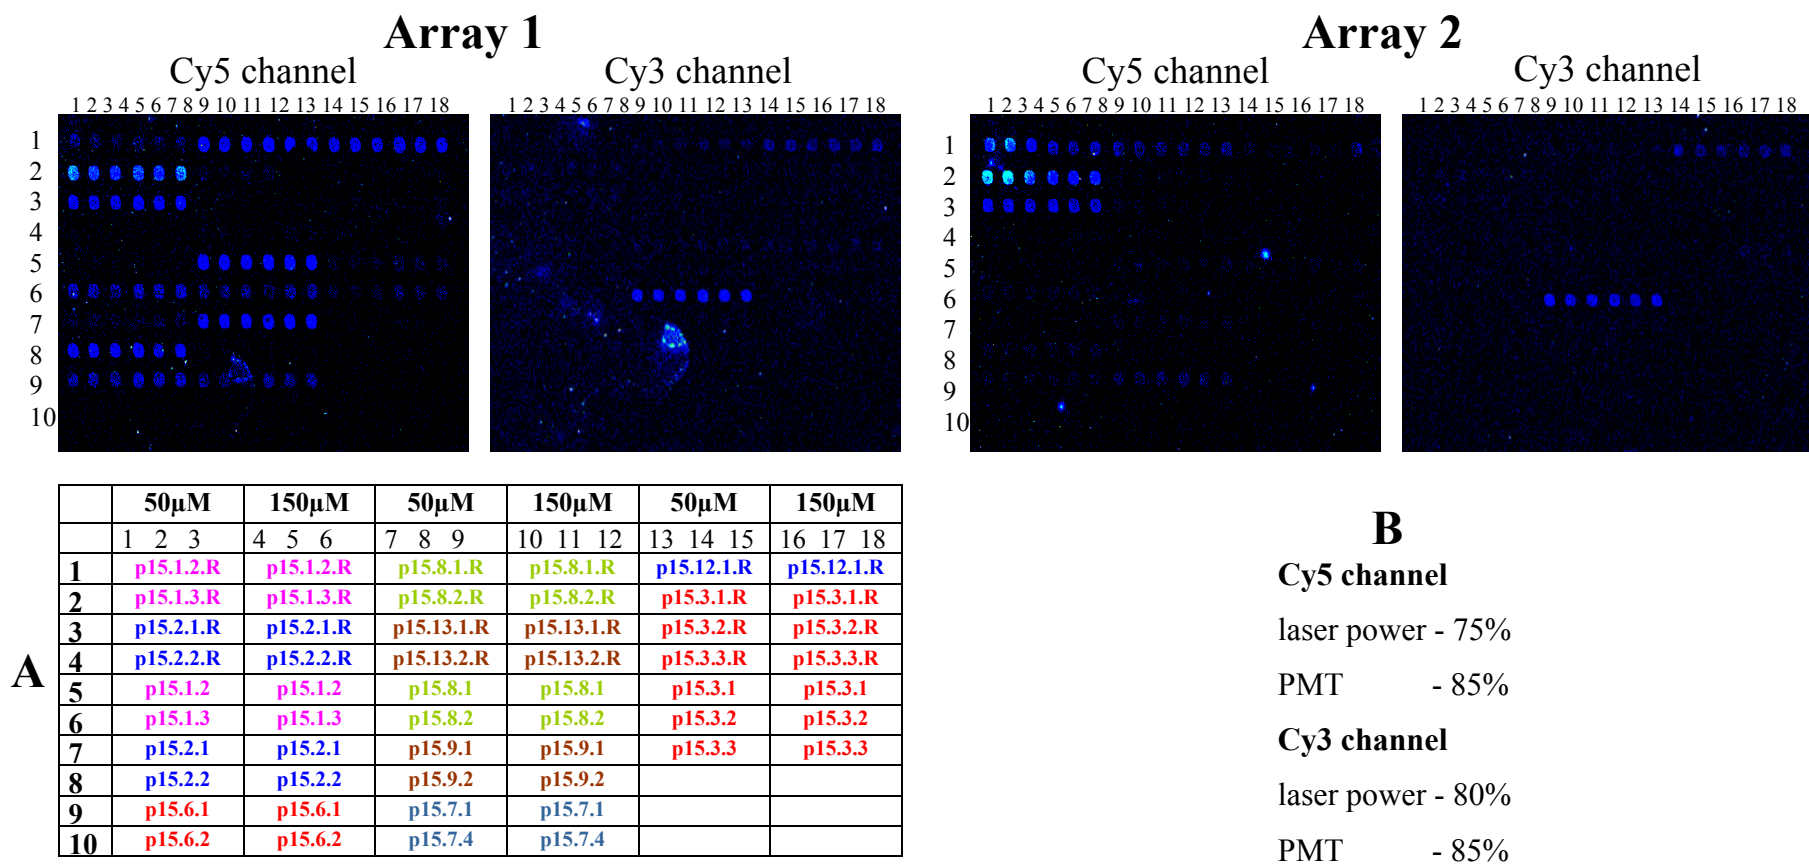 Array 1
Array 2
Cy5 channel
Cy3 channel
Cy5 channel
Cy3 channel
1 2 3 4 5 6 7 8 9 10 11 12 13 14 15 16 17 18
1 2 3 4 5 6 7 8 9 10 11 12 13 14 15 16 17 18
1 2 3 4 5 6 7 8 9 10 11 12 13 14 15 16 17 18
1 2 3 4 5 6 7 8 9 10 11 12 13 14 15 16 17 18
1
2
3
4
5
6
7
8
9
10
1
2
3
4
5
6
7
8
9
10
A
50µM 150µM 50µM 150µM 50µM 150µM
1 2 3 4 5 6 7 8 9 10 11 12 13 14 15 16 17 18
1 p15.1.2.R p15.1.2.R p15.8.1.R p15.8.1.R p15.12.1.R p15.12.1.R
2 p15.1.3.R p15.1.3.R p15.8.2.R p15.8.2.R p15.3.1.R p15.3.1.R
3 p15.2.1.R p15.2.1.R p15.13.1.R p15.13.1.R p15.3.2.R p15.3.2.R
4 p15.2.2.R p15.2.2.R p15.13.2.R p15.13.2.R p15.3.3.R p15.3.3.R
5 p15.1.2 p15.1.2 p15.8.1 p15.8.1 p15.3.1 p15.3.1
6 p15.1.3 p15.1.3 p15.8.2 p15.8.2 p15.3.2 p15.3.2
7 p15.2.1 p15.2.1 p15.9.1 p15.9.1 p15.3.3 p15.3.3
8 p15.2.2 p15.2.2 p15.9.2 p15.9.2
9 p15.6.1 p15.6.1 p15.7.1 p15.7.1
10 p15.6.2 p15.6.2 p15.7.4 p15.7.4
B
Cy5 channel
laser power - 75%
PMT - 85%
Cy3 channel
laser power - 80%
PMT - 85%